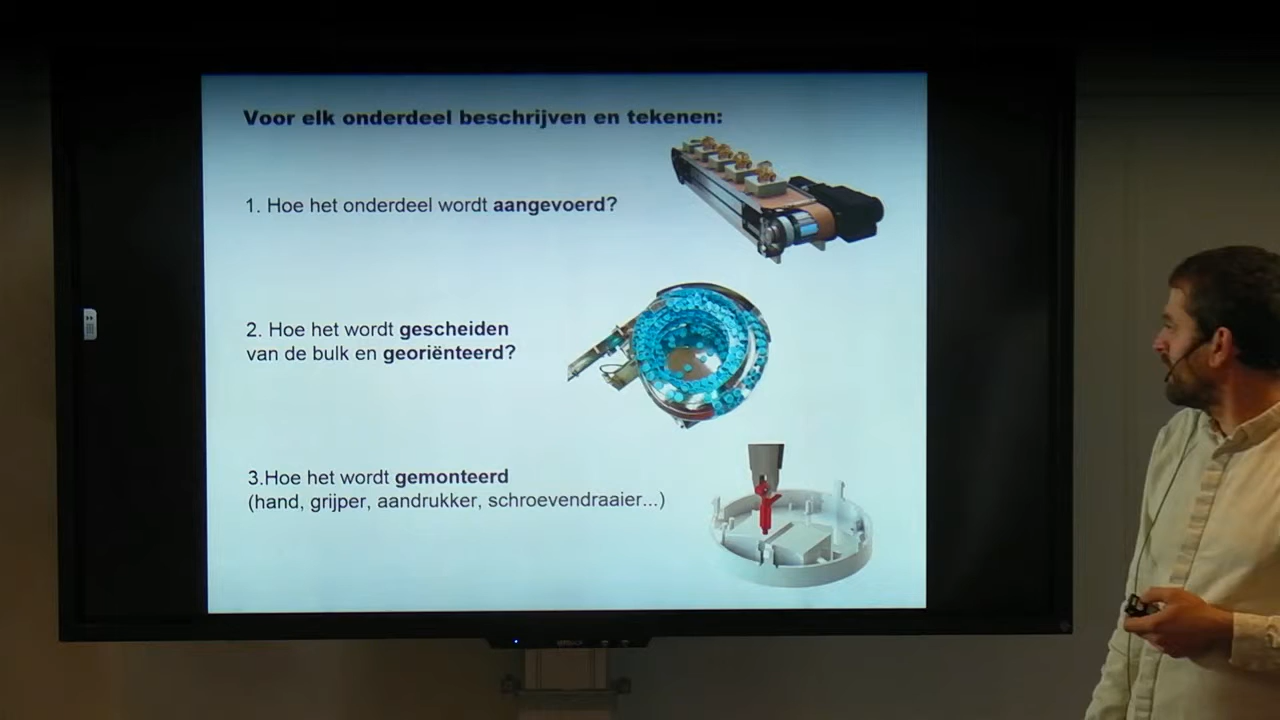 Voor elk onderdeel beschrijven en tekenen:
1. Hoe het onderdeel wordt aangevoerd?
2. Hoe het wordt gescheiden
van de bulk en georiënteerd?
3.Hoe het wordt gemonteerd
(hand, grijper, aandrukker, schroevendraaier...)